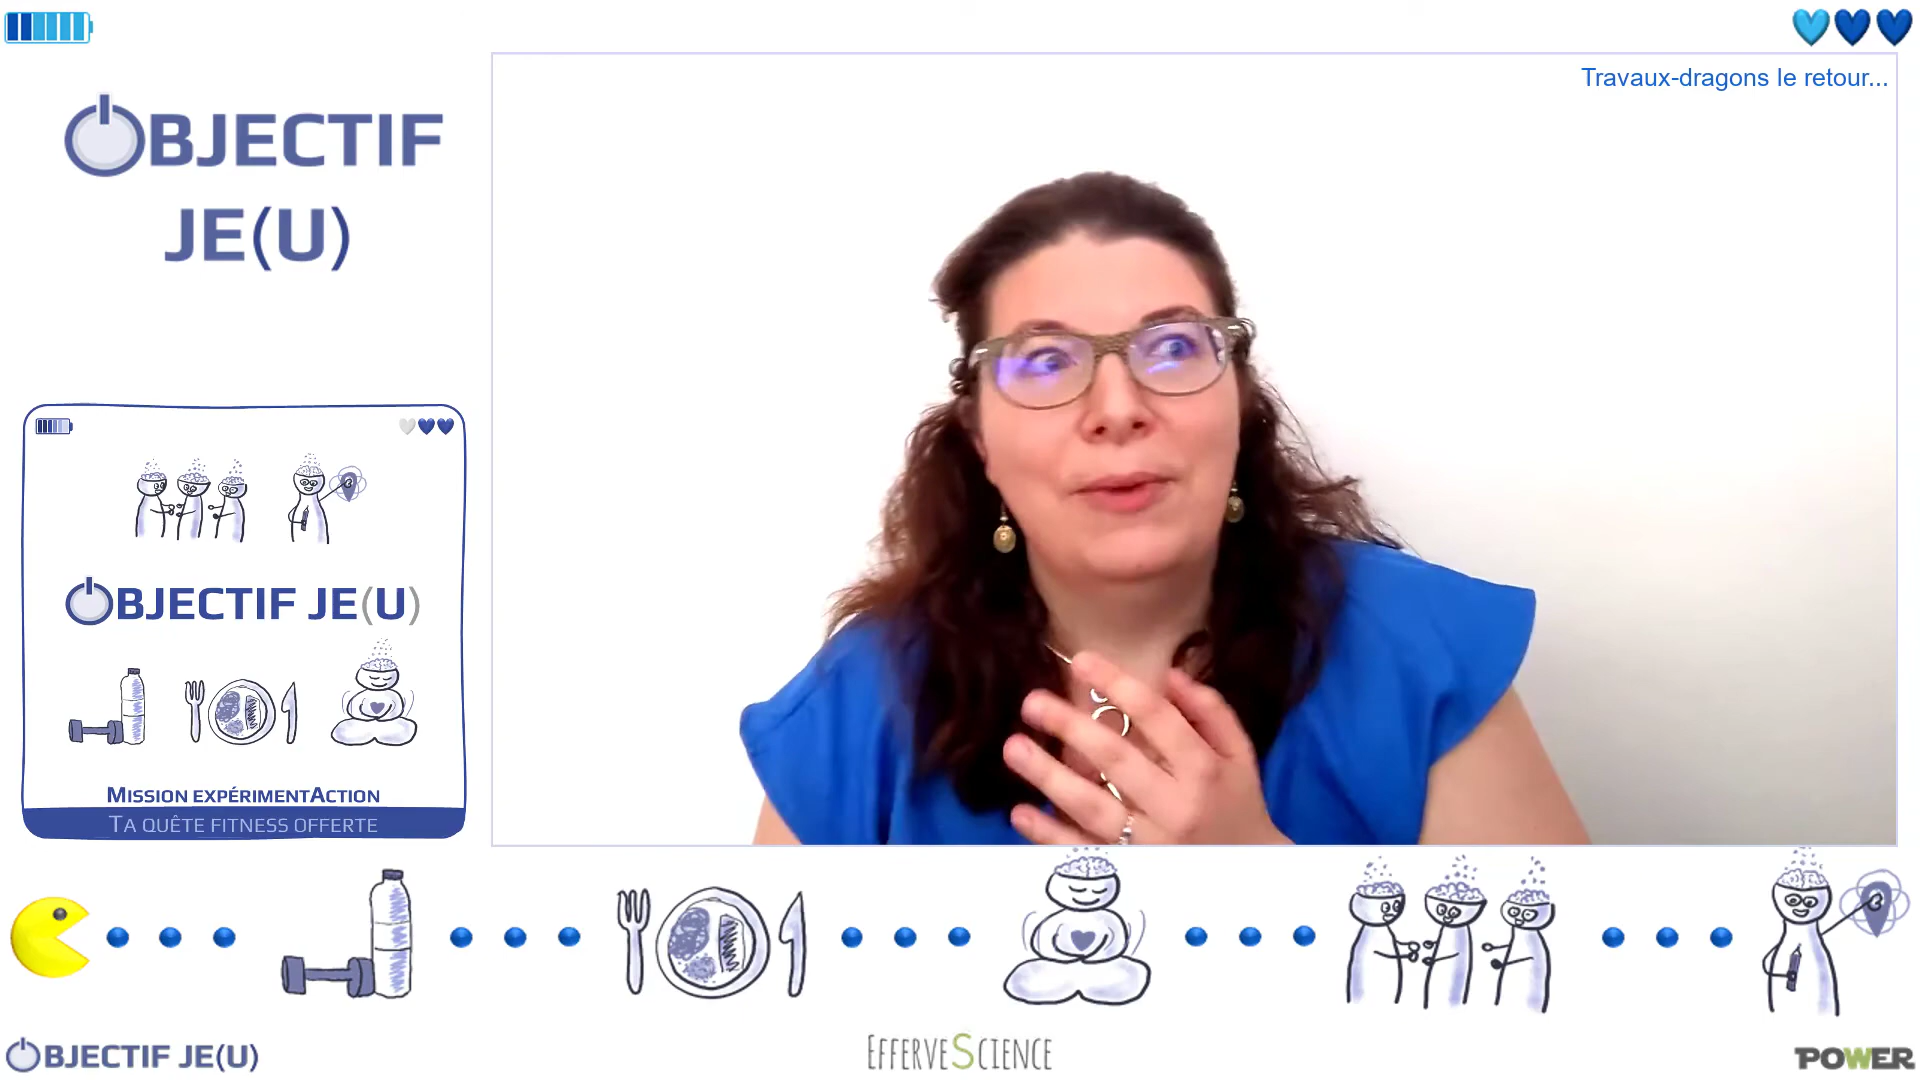 Travaux-dragons le retour...
OBJECTIF
JE(U)
OBJECTIF JE(U)
MISSION EXPÉRIMENTACTION
TA QUÊTE FITNESS OFFERTE
OBJECTIF JE(U)
EFFERVESCIENCE
POWER